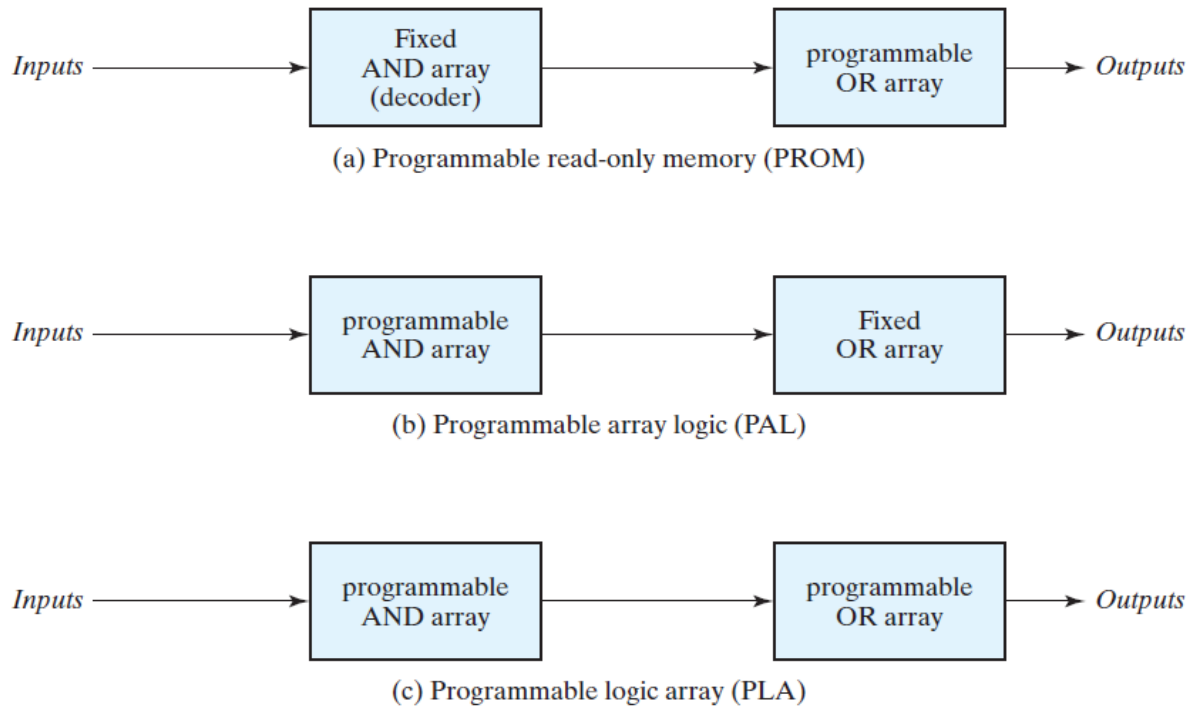 Inputs
Fixed
AND array
(decoder)
programmable
OR array
Outputs
(a) Programmable read-only memory (PROM)
Inputs
programmable
AND array
Fixed
OR array
Outputs
(b) Programmable array logic (PAL)
Inputs
programmable
AND array
programmable
OR array
Outputs
(c) Programmable logic array (PLA)